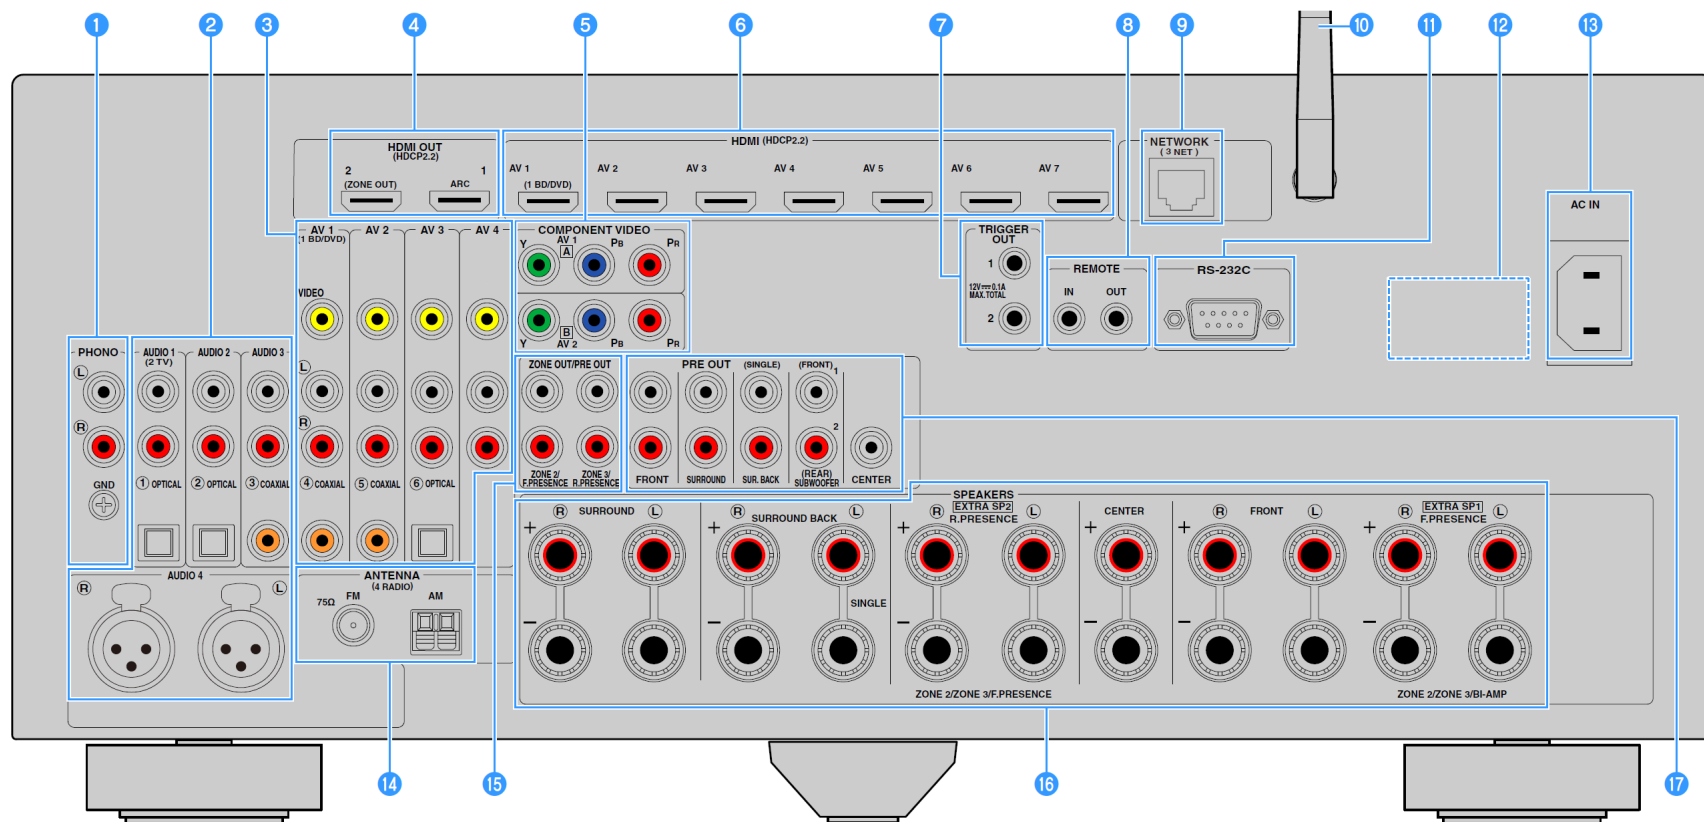 1 2 3 4 5 6 7 8 9 10 11 12 13
HDMI OUT
(HDCP2.2)
2 1
(ZONE OUT) ARC
HDMI (HDCP2.2)
AV 1 AV 2 AV 3 AV 4 AV 5 AV 6 AV 7
(1 BD/DVD)
NETWORK
( 3 NET )
AC IN
AV 1 AV 2 AV 3 AV 4
(1 BD/DVD)
VIDEO
L
R
4 COAXIAL 5 COAXIAL 6 OPTICAL
COMPONENT VIDEO
Y AV 1 PB PR
A
B
Y AV 2 PB PR
TRIGGER
OUT
1
12V 0.1A
MAX.TOTAL
2
REMOTE
IN OUT
RS-232C
PHONO
L
R
GND
AUDIO 1 AUDIO 2 AUDIO 3
(2 TV)
1 OPTICAL 2 OPTICAL 3 COAXIAL
ZONE OUT/PRE OUT
ZONE 2/ ZONE 3/
F.PRESENCE R.PRESENCE
PRE OUT (SINGLE) (FRONT) 1
2
(REAR)
FRONT SURROUND SUR. BACK SUBWOOFER CENTER
AUDIO 4
R L
ANTENNA
(4 RADIO)
75Ω FM AM
SPEAKERS
R SURROUND L
+
−
R SURROUND BACK L
+
−
SINGLE
EXTRA SP2
R R.PRESENCE L
+
−
ZONE 2/ZONE 3/F.PRESENCE
CENTER
+
−
R FRONT L
+
−
EXTRA SP1
R F.PRESENCE L
+
−
ZONE 2/ZONE 3/BI-AMP
14 15 16 17